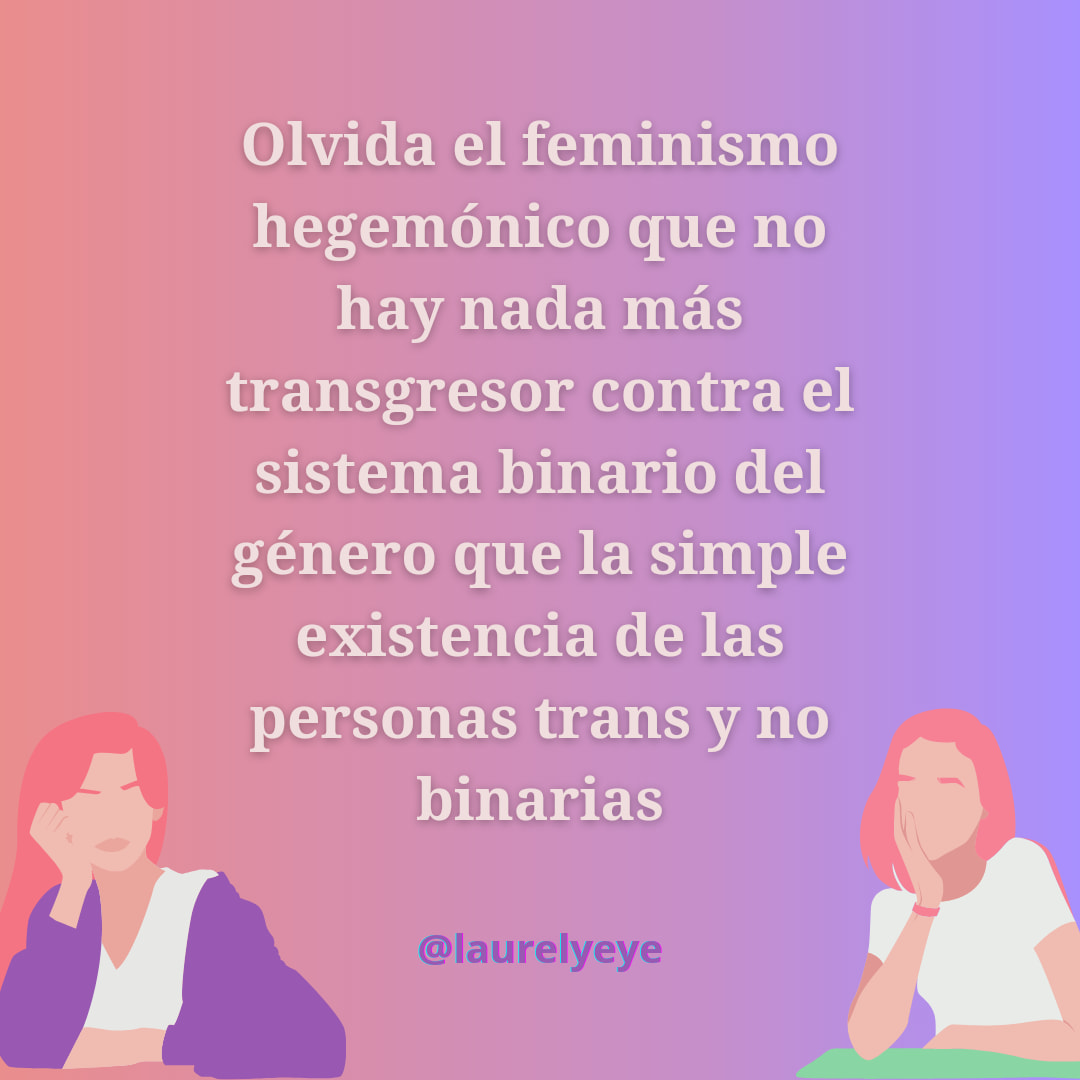 Olvida el feminismo
hegemónico que no
hay nada más
transgresor contra el
sistema binario del
género que la simple
existencia de las
personas trans y no
binarias
@laurelyeye